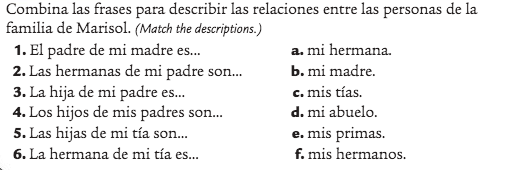 Combina las frases para describir las relaciones entre las personas de la
familia de Marisol. (Match the descriptions.)
1. El padre de mi madre es... a. mi hermana.
2. Las hermanas de mi padre son... b. mi madre.
3. La hija de mi padre es... c. mis tías.
4. Los hijos de mis padres son... d. mi abuelo.
5. Las hijas de mi tía son... e. mis primas.
6. La hermana de mi tía es... f. mis hermanos.